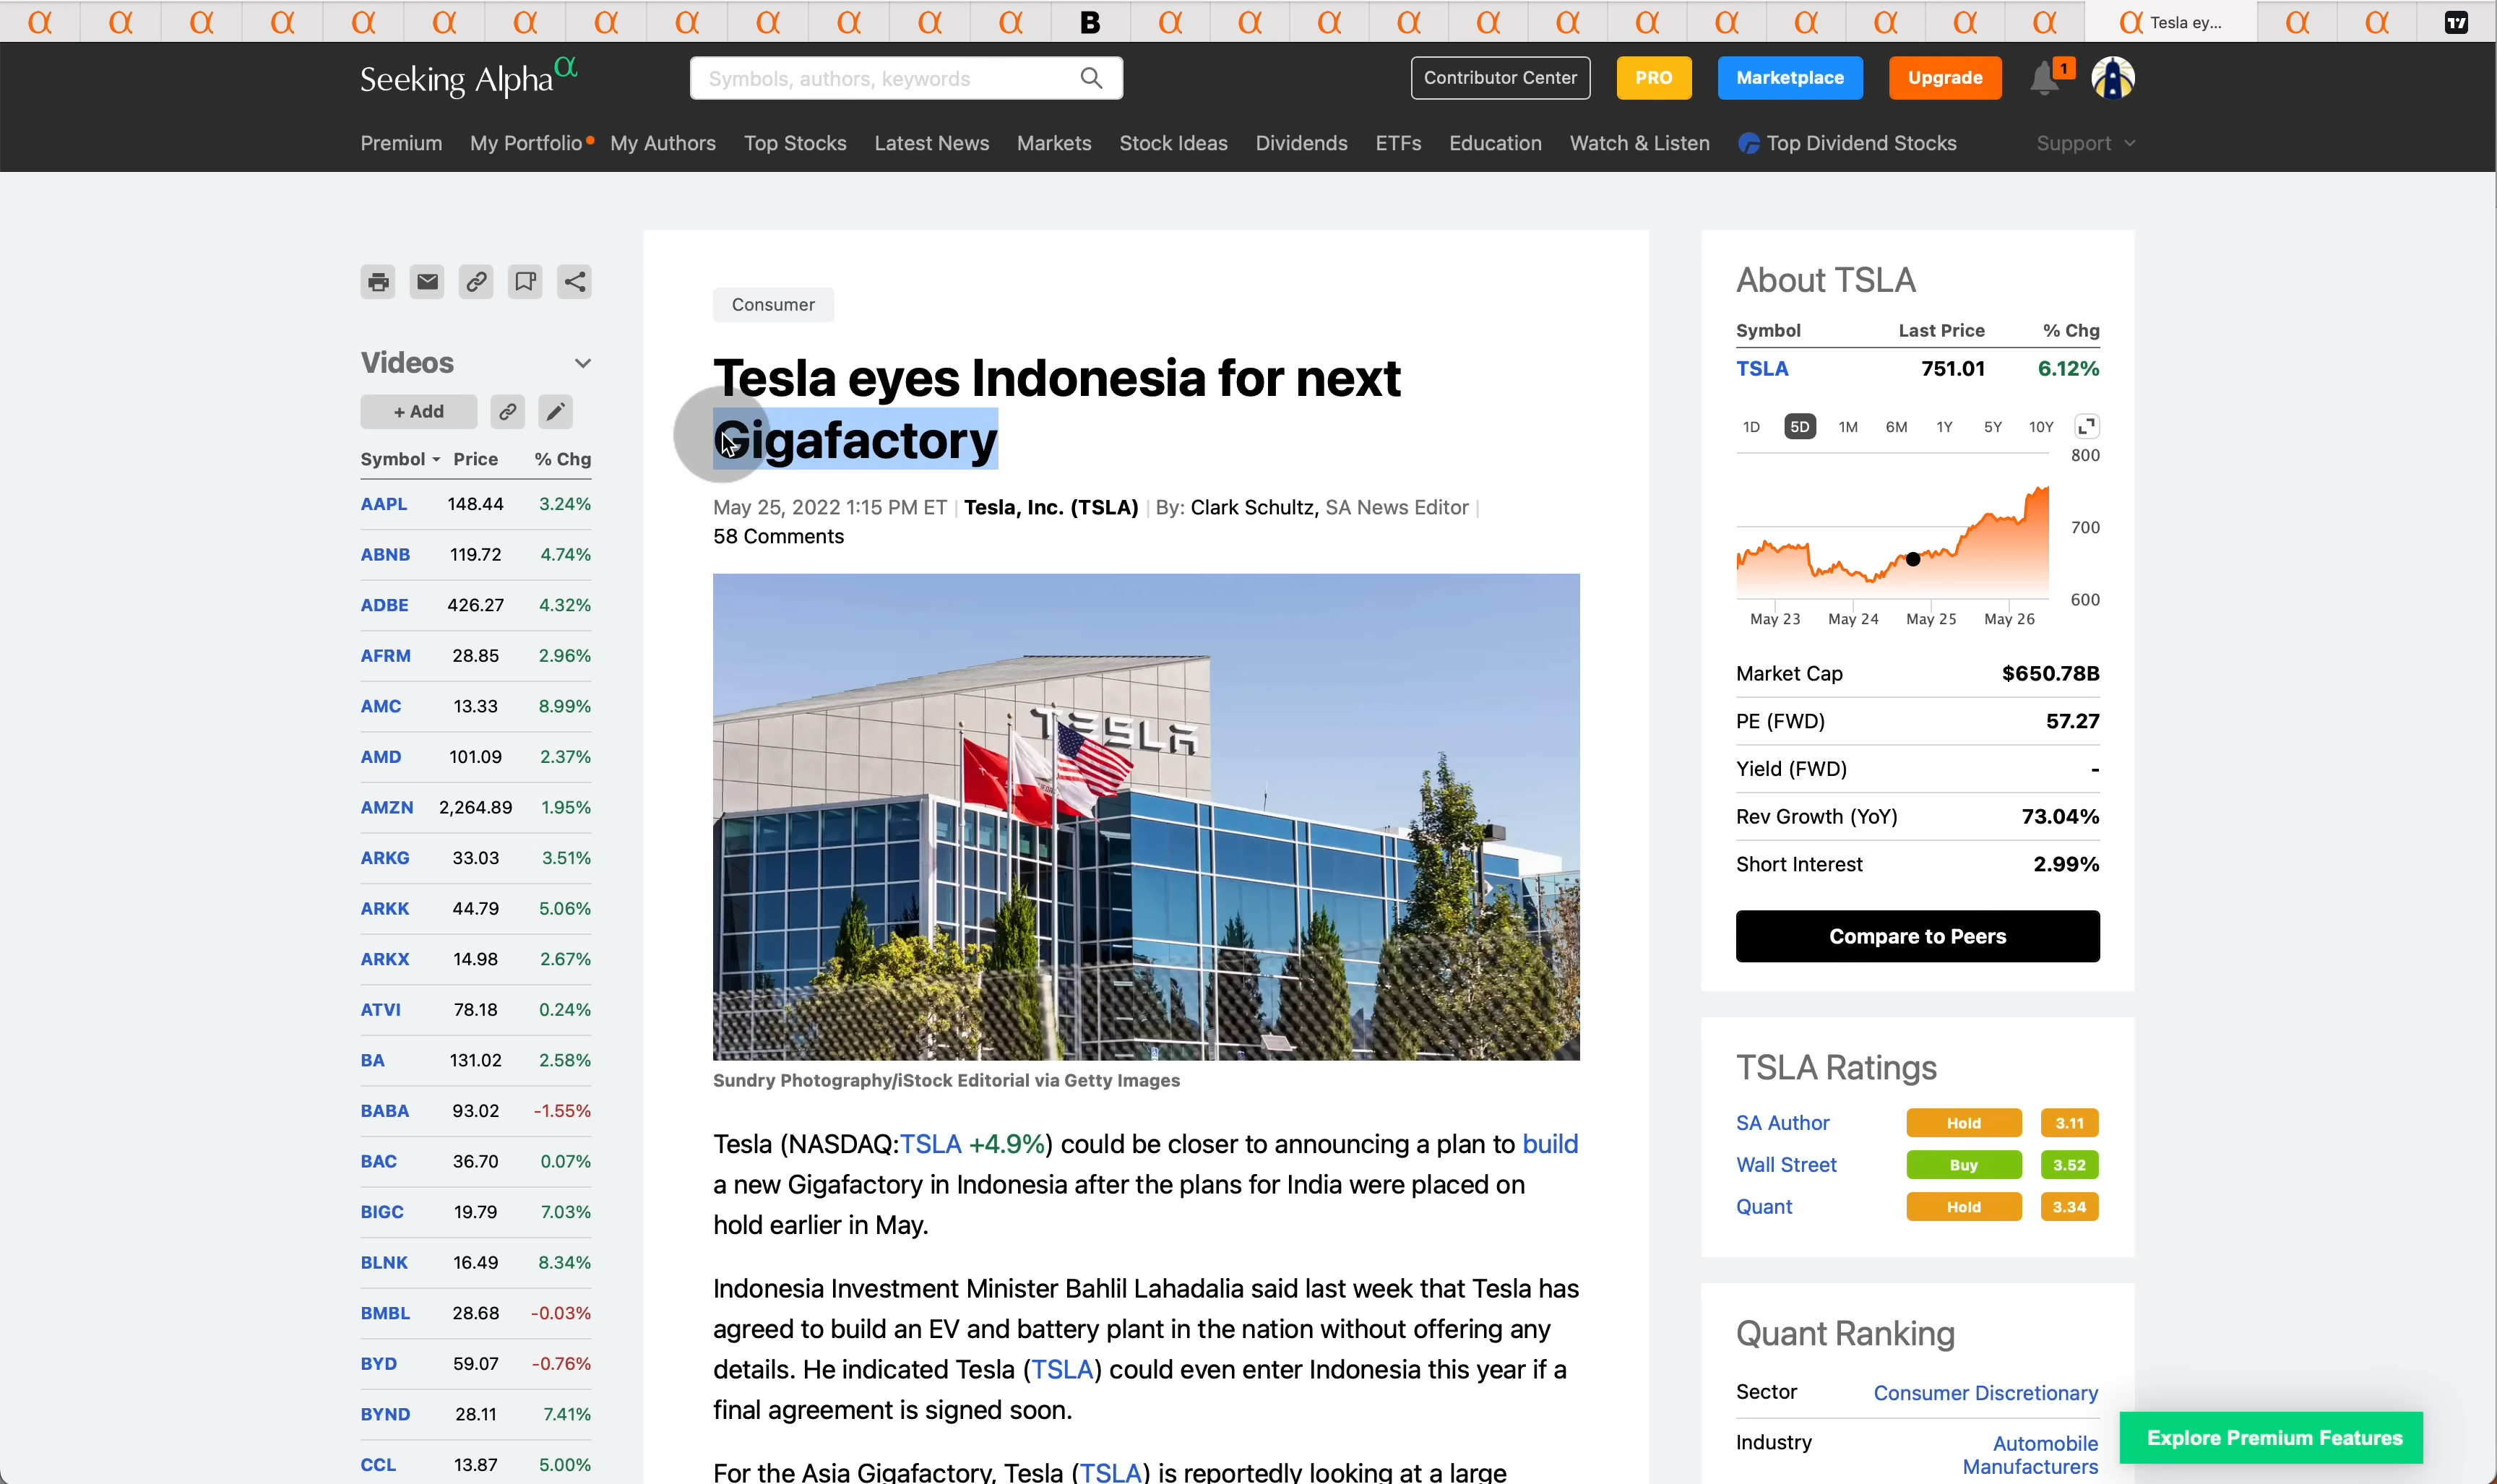 α α α α α α α α α α α α α B α α α α α α α α α α α α α Tesla ey... α α
Seeking Alpha α
Symbols, authors, keywords
Contributor Center
PRO
Marketplace
Upgrade
1
Premium My Portfolio My Authors Top Stocks Latest News Markets Stock Ideas Dividends ETFs Education Watch & Listen Top Dividend Stocks Support
Videos
+ Add
Symbol Price % Chg
AAPL 148.44 3.24%
ABNB 119.72 4.74%
ADBE 426.27 4.32%
AFRM 28.85 2.96%
AMC 13.33 8.99%
AMD 101.09 2.37%
AMZN 2,264.89 1.95%
ARKG 33.03 3.51%
ARKK 44.79 5.06%
ARKX 14.98 2.67%
ATVI 78.18 0.24%
BA 131.02 2.58%
BABA 93.02 -1.55%
BAC 36.70 0.07%
BIGC 19.79 7.03%
BLNK 16.49 8.34%
BMBL 28.68 -0.03%
BYD 59.07 -0.76%
BYND 28.11 7.41%
CCL 13.87 5.00%
Consumer
Tesla eyes Indonesia for next
Gigafactory
May 25, 2022 1:15 PM ET | Tesla, Inc. (TSLA) | By: Clark Schultz, SA News Editor |
58 Comments
TESLA
Sundry Photography/iStock Editorial via Getty Images
Tesla (NASDAQ:TSLA +4.9%) could be closer to announcing a plan to build
a new Gigafactory in Indonesia after the plans for India were placed on
hold earlier in May.
Indonesia Investment Minister Bahlil Lahadalia said last week that Tesla has
agreed to build an EV and battery plant in the nation without offering any
details. He indicated Tesla (TSLA) could even enter Indonesia this year if a
final agreement is signed soon.
For the Asia Gigafactory, Tesla (TSLA) is reportedly looking at a large
About TSLA
Symbol Last Price % Chg
TSLA 751.01 6.12%
1D 5D 1M 6M 1Y 5Y 10Y
800
700
600
May 23 May 24 May 25 May 26
Market Cap $650.78B
PE (FWD) 57.27
Yield (FWD) -
Rev Growth (YoY) 73.04%
Short Interest 2.99%
Compare to Peers
TSLA Ratings
SA Author Hold 3.11
Wall Street Buy 3.52
Quant Hold 3.34
Quant Ranking
Sector Consumer Discretionary
Industry Automobile
Manufacturers
Explore Premium Features